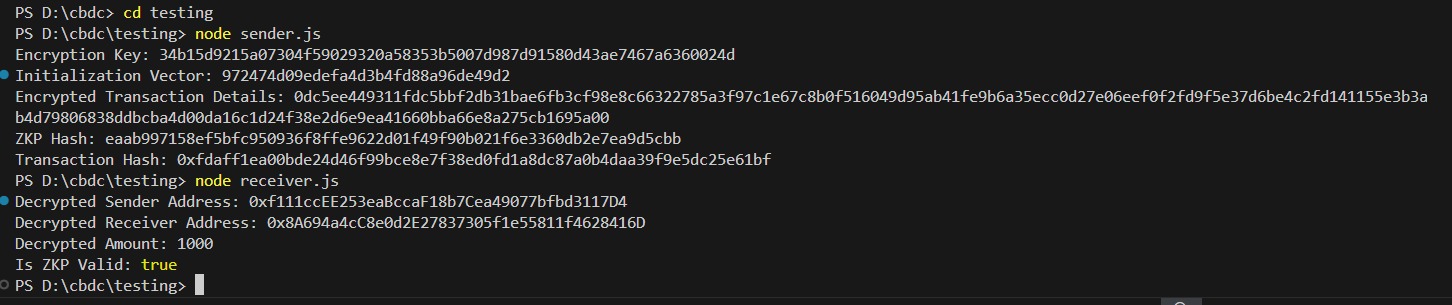 PS D:\cbdc> cd testing
PS D:\cbdc\testing> node sender.js
Encryption Key: 34b15d9215a07304f59029320a58353b5007d987d91580d43ae7467a6360024d
Initialization Vector: 972474d09edefa4d3b4fd88a96de49d2
Encrypted Transaction Details: 0dc5ee449311fdc5bbf2db31bae6fb3cf98e8c66322785a3f97c1e67c8b0f516049d95ab41fe9b6a35ecc0d27e06eef0f2fd9f5e37d6be4c2fd141155e3b3a
b4d79806838ddbcba4d00da16c1d24f38e2d6e9ea41660bba66e8a275cb1695a00
ZKP Hash: eaab997158ef5bfc950936f8ffe9622d01f49f90b021f6e3360db2e7ea9d5cbb
Transaction Hash: 0xfdaff1ea00bde24d46f99bce8e7f38ed0fd1a8dc87a0b4daa39f9e5dc25e61bf
PS D:\cbdc\testing> node receiver.js
Decrypted Sender Address: 0xf111ccEE253eaBccaF18b7Cea49077bfbd3117D4
Decrypted Receiver Address: 0x8A694a4cC8e0d2E27837305f1e55811f4628416D
Decrypted Amount: 1000
Is ZKP Valid: true
PS D:\cbdc\testing>